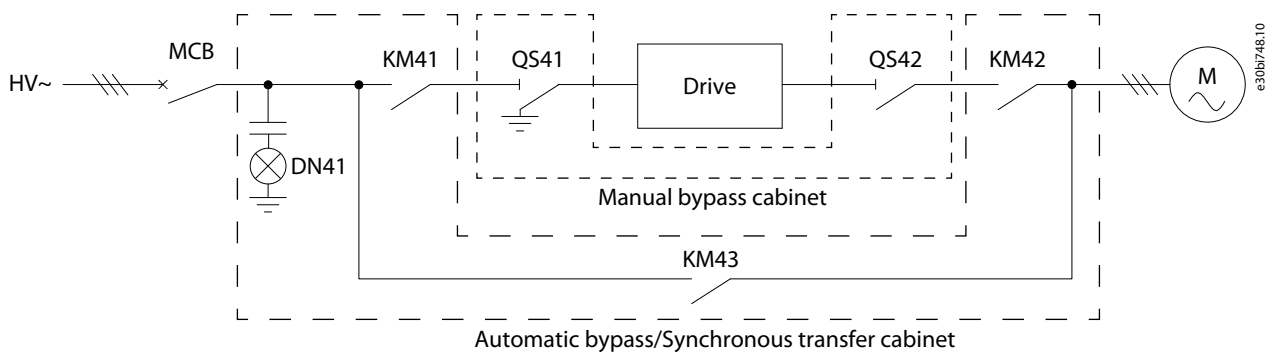 MCB
KM41
QS41
QS42
KM42
HV~
Drive
M
DN41
Manual bypass cabinet
KM43
Automatic bypass/Synchronous transfer cabinet
e30bi748.10